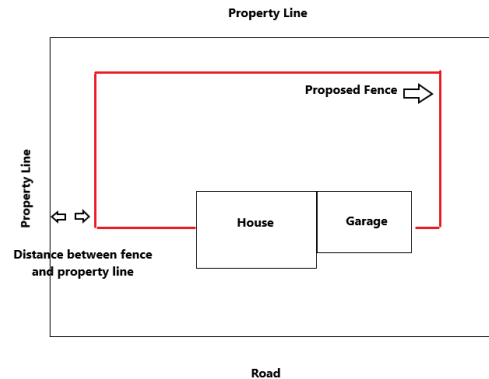 Property Line
Proposed Fence
Property Line
House
Garage
Distance between fence
and property line
Road